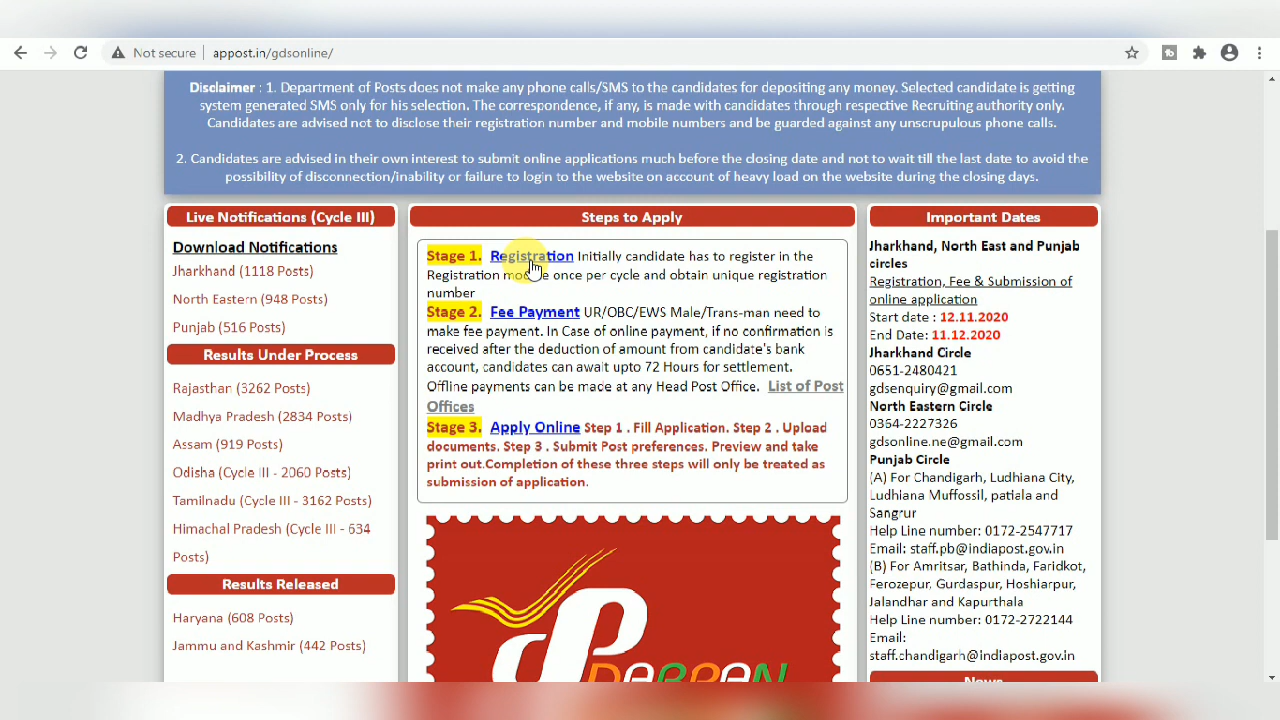 Not secure
appost.in/gdsonline/
Disclaimer : 1. Department of Posts does not make any phone calls/SMS to the candidates for depositing any money. Selected candidate is getting
system generated SMS only for his selection. The correspondence, if any, is made with candidates through respective Recruiting authority only.
Candidates are advised not to disclose their registration number and mobile numbers and be guarded against any unscrupulous phone calls.
2. Candidates are advised in their own interest to submit online applications much before the closing date and not to wait till the last date to avoid the
possibility of disconnection/inability or failure to login to the website on account of heavy load on the website during the closing days.
Live Notifications (Cycle III)
Download Notifications
Jharkhand (1118 Posts)
North Eastern (948 Posts)
Punjab (516 Posts)
Results Under Process
Rajasthan (3262 Posts)
Madhya Pradesh (2834 Posts)
Assam (919 Posts)
Odisha (Cycle III - 2060 Posts)
Tamilnadu (Cycle III - 3162 Posts)
Himachal Pradesh (Cycle III - 634
Posts)
Results Released
Haryana (608 Posts)
Jammu and Kashmir (442 Posts)
Steps to Apply
Stage 1. Registration Initially candidate has to register in the
Registration once per cycle and obtain unique registration
number
Stage 2. Fee Payment UR/OBC/EWS Male/Trans-man need to
make fee payment. In Case of online payment, if no confirmation is
received after the deduction of amount from candidate's bank
account, candidates can await upto 72 Hours for settlement.
Offline payments can be made at any Head Post Office. List of Post
Offices
Stage 3. Apply Online Step 1 . Fill Application. Step 2 . Upload
documents. Step 3 . Submit Post preferences. Preview and take
print out.Completion of these three steps will only be treated as
submission of application.
DARPAN
Important Dates
Jharkhand, North East and Punjab
circles
Registration, Fee & Submission of
online application
Start date : 12.11.2020
End Date: 11.12.2020
Jharkhand Circle
0651-2480421
gdsenquiry@gmail.com
North Eastern Circle
0364-2227326
gdsonline.ne@gmail.com
Punjab Circle
(A) For Chandigarh, Ludhiana City,
Ludhiana Muffossil, patiala and
Sangrur
Help Line number: 0172-2547717
Email: staff.pb@indiapost.gov.in
(B) For Amritsar, Bathinda, Faridkot,
Ferozepur, Gurdaspur, Hoshiarpur,
Jalandhar and Kapurthala
Help Line number: 0172-2722144
Email:
staff.chandigarh@indiapost.gov.in
News